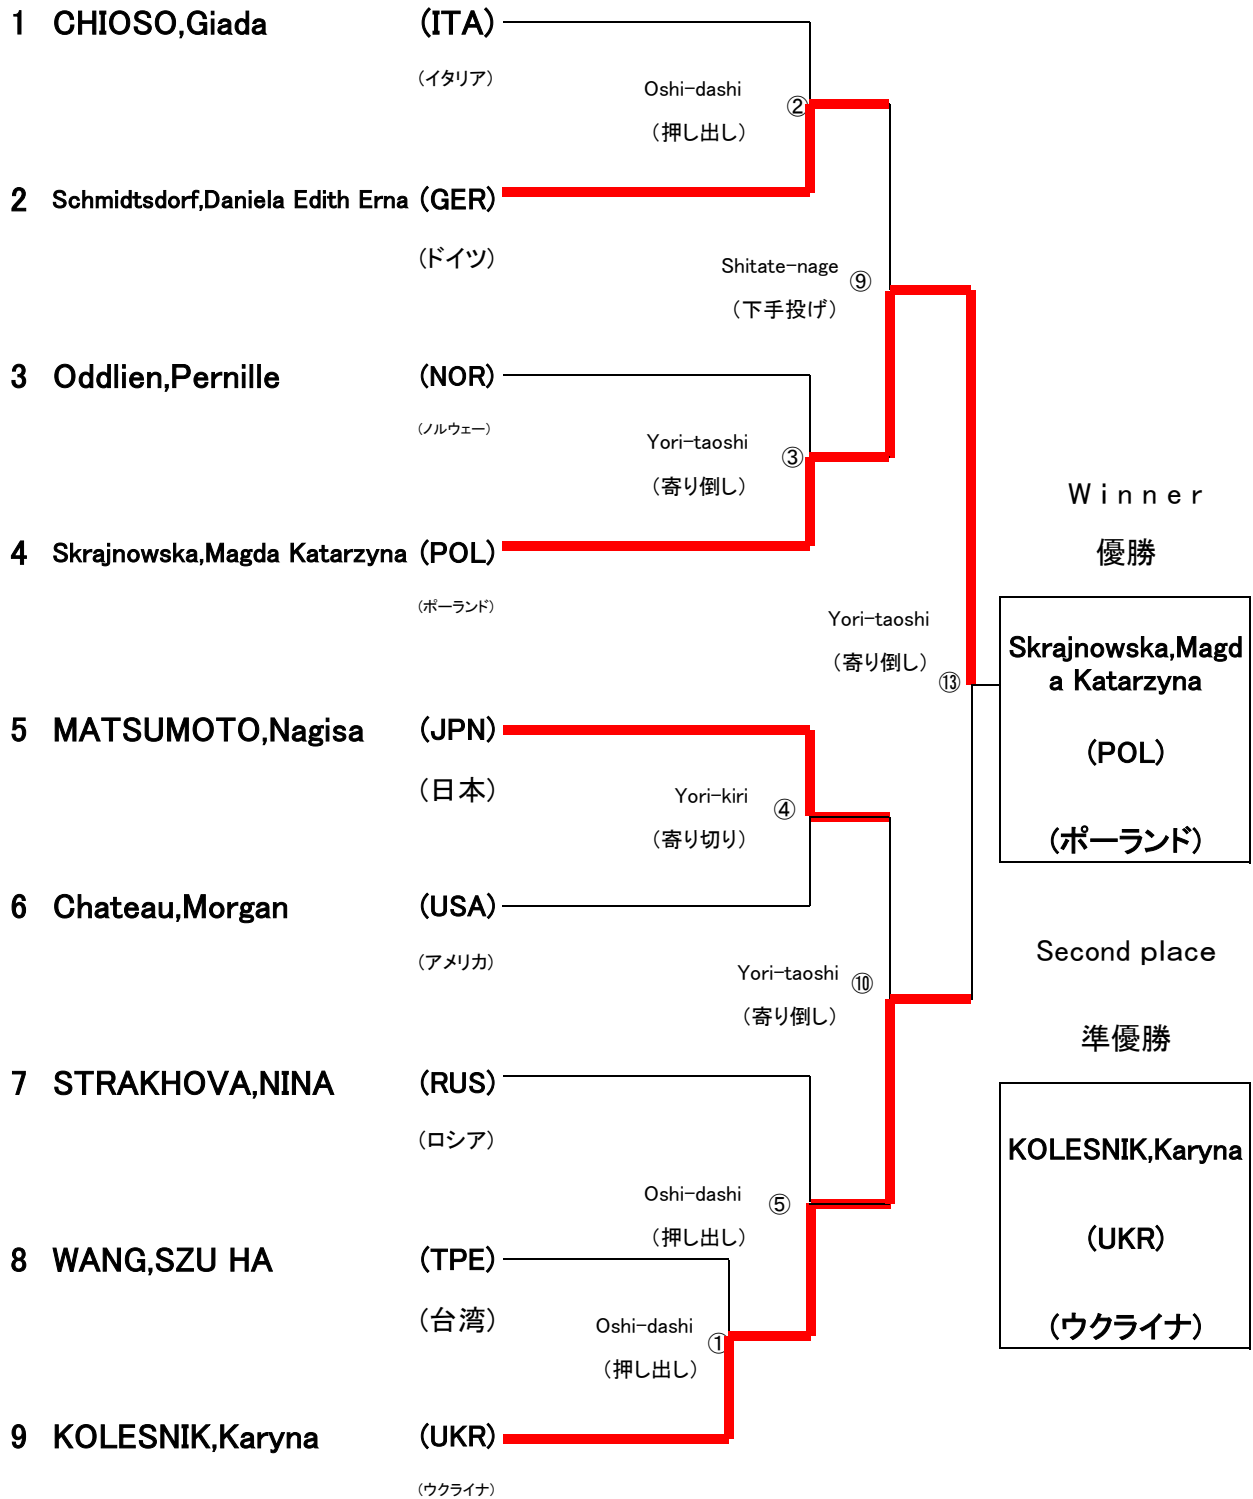 1 CHIOSO,Giada (ITA)
(イタリア)
Oshi-dashi
②
(押し出し)
2 Schmidtsdorf,Daniela Edith Erna (GER)
(ドイツ)
Shitate-nage ⑨
(下手投げ)
3 Oddlien,Pernille (NOR)
(ノルウェー)
Yori-taoshi
③
(寄り倒し)
Winner
4 Skrajnowska,Magda Katarzyna (POL)
優勝
(ポーランド)
Yori-taoshi
(寄り倒し)
⑬
Skrajnowska,Magd
a Katarzyna
5 MATSUMOTO,Nagisa (JPN)
(POL)
(日本)
Yori-kiri
④
(寄り切り)
(ポーランド)
6 Chateau,Morgan (USA)
(アメリカ)
Second place
Yori-taoshi ⑩
(寄り倒し)
準優勝
7 STRAKHOVA,NINA (RUS)
(ロシア)
KOLESNIK,Karyna
Oshi-dashi
⑤
(押し出し)
(UKR)
8 WANG,SZU HA (TPE)
(台湾)
Oshi-dashi
①
(押し出し)
(ウクライナ)
9 KOLESNIK,Karyna (UKR)
(ウクライナ)